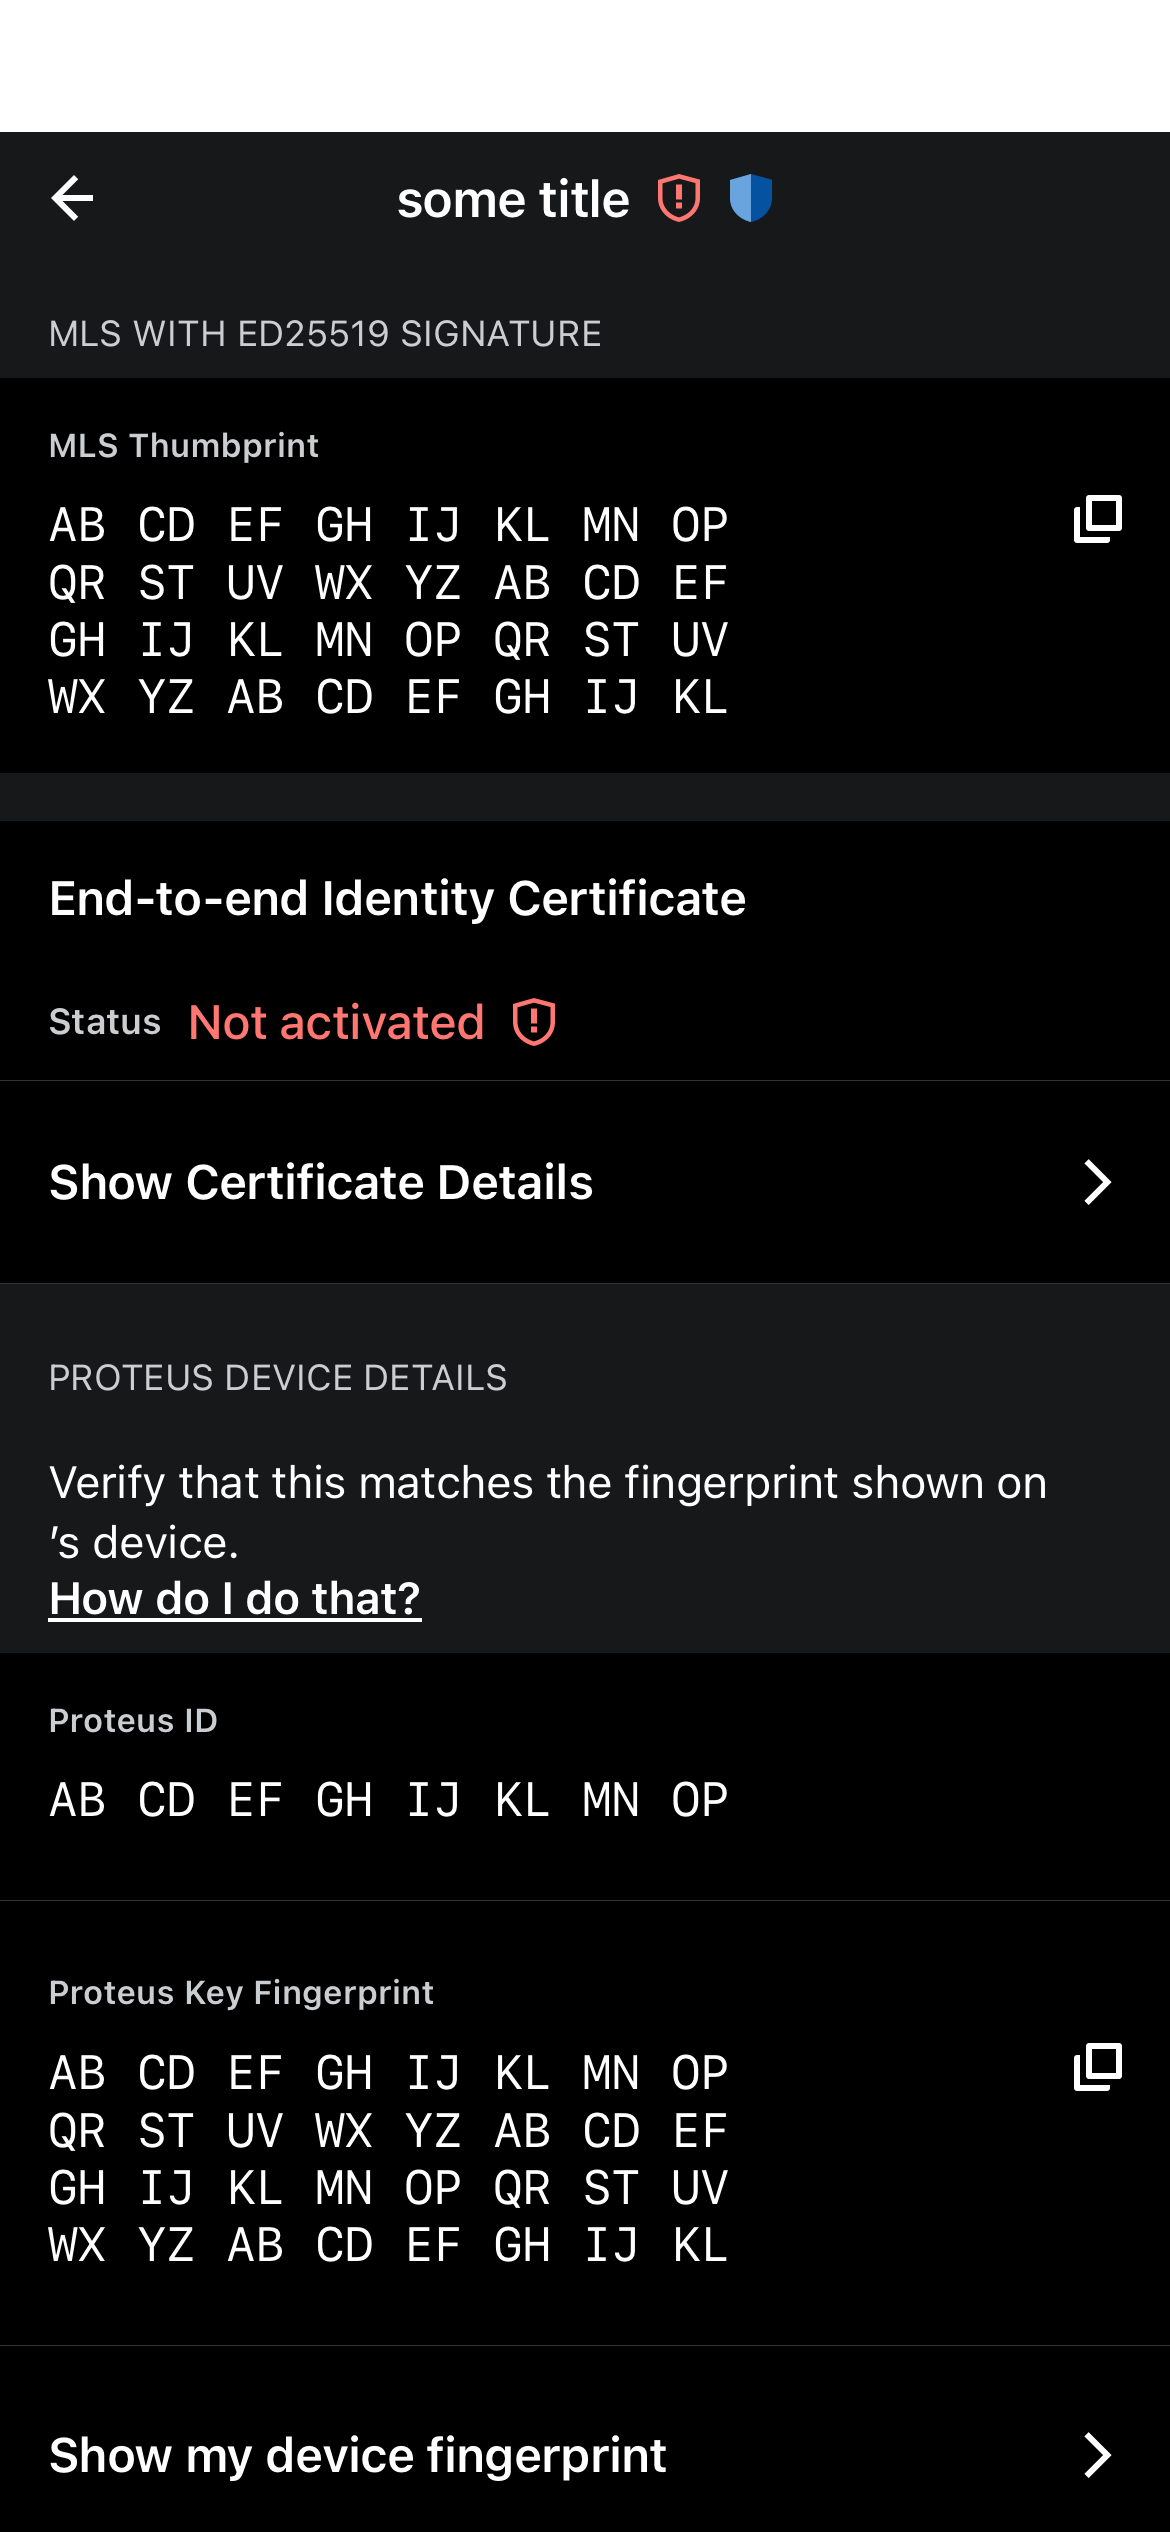 some title
MLS WITH ED25519 SIGNATURE
MLS Thumbprint
AB CD EF GH IJ KL MN OP
QR ST UV WX YZ AB CD EF
GH IJ KL MN OP QR ST UV
WX YZ AB CD EF GH IJ KL
End-to-end Identity Certificate
Status Not activated
Show Certificate Details
PROTEUS DEVICE DETAILS
Verify that this matches the fingerprint shown on
’s device.
How do I do that?
Proteus ID
AB CD EF GH IJ KL MN OP
Proteus Key Fingerprint
AB CD EF GH IJ KL MN OP
QR ST UV WX YZ AB CD EF
GH IJ KL MN OP QR ST UV
WX YZ AB CD EF GH IJ KL
Show my device fingerprint